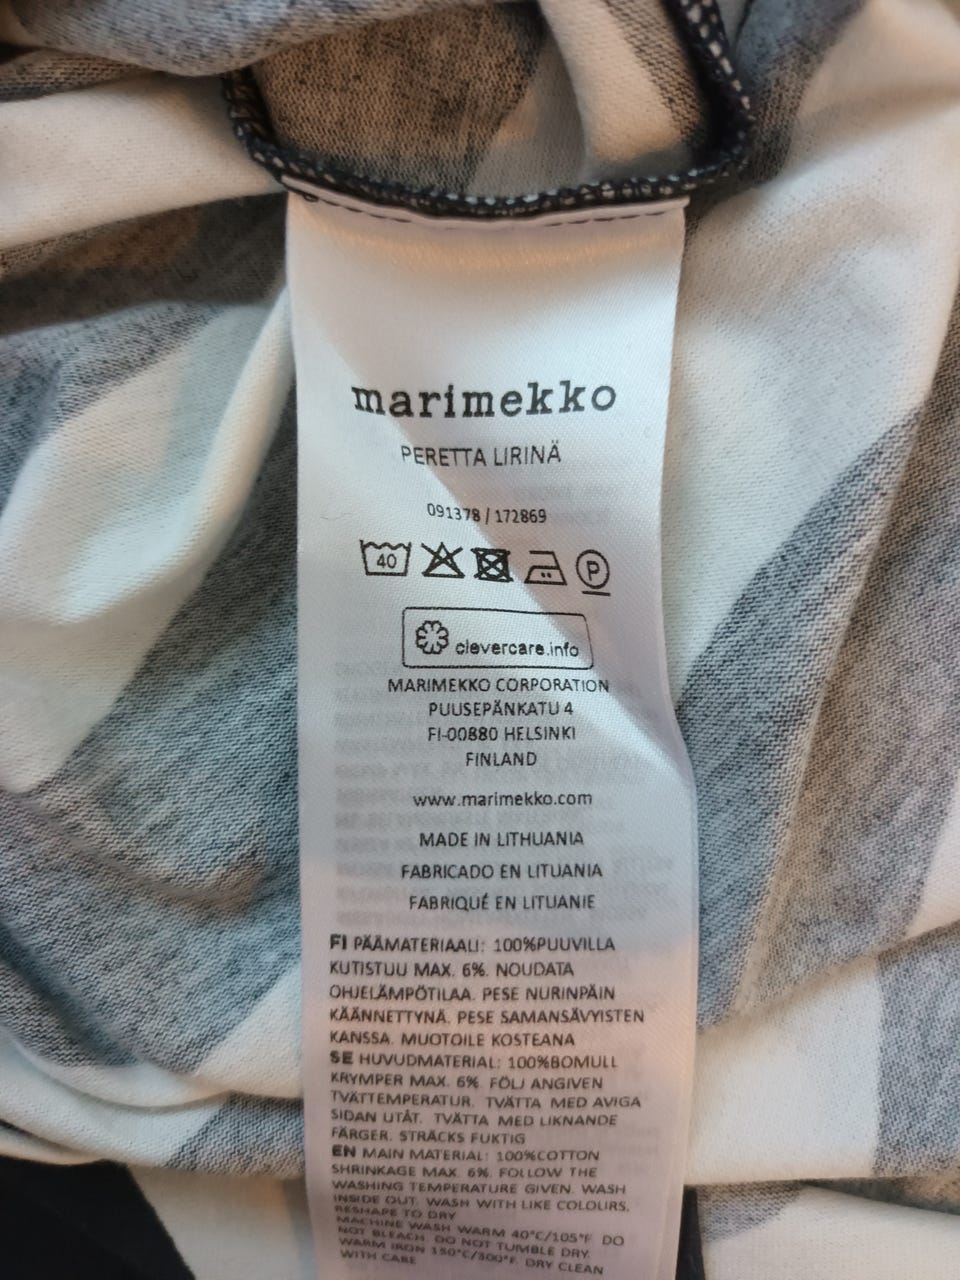 marimekko
PERETTA LIRINÄ
091378 / 172869
40
P
clevercare.info
MARIMEKKO CORPORATION
PUUSEPÄNKATU 4
FI-00880 HELSINKI
FINLAND
www.marimekko.com
MADE IN LITHUANIA
FABRICADO EN LITUANIA
FABRIQUÉ EN LITUANIE
FI PÄÄMATERIAALI: 100%PUUVILLA
KUTISTUU MAX. 6%. NOUDATA
OHJELÄMPÖTILAA. PESE NURINPÄIN
KÄÄNNETTYNÄ. PESE SAMANSÄVYISTEN
KANSSA. MUOTOILE KOSTEANA
SE HUVUDMATERIAL: 100%BOMULL
KRYMPER MAX. 6%. FÖLJ ANGIVEN
TVÄTTEMPERATUR. TVÄTTA MED AVIGA
SIDAN UTÅT. TVÄTTA MED LIKNANDE
FÄRGER. STRÄCKS FUKTIG
EN MAIN MATERIAL: 100%COTTON
SHRINKAGE MAX. 6%. FOLLOW THE
WASHING TEMPERATURE GIVEN. WASH
INSIDE OUT. WASH WITH LIKE COLOURS.
RESHAPE TO DRY
MACHINE WASH WARM 40°C/105°F DO
NOT BLEACH. DO NOT TUMBLE DRY.
WARM IRON 150°C/300°F. DRY CLEAN
WITH CARE